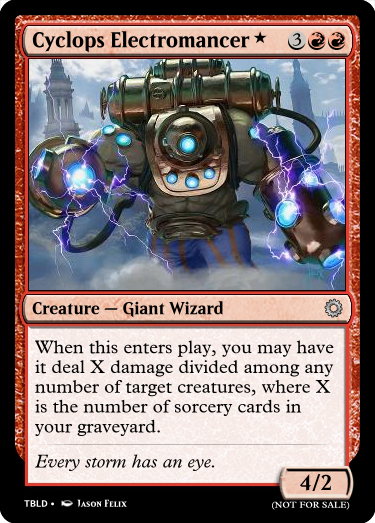 Cyclops Electromancer ★ 3
Creature — Giant Wizard
When this enters play, you may have
it deal X damage divided among any
number of target creatures, where X
is the number of sorcery cards in
your graveyard.
Every storm has an eye.
4/2
TBLD • Jason Felix
(NOT FOR SALE)